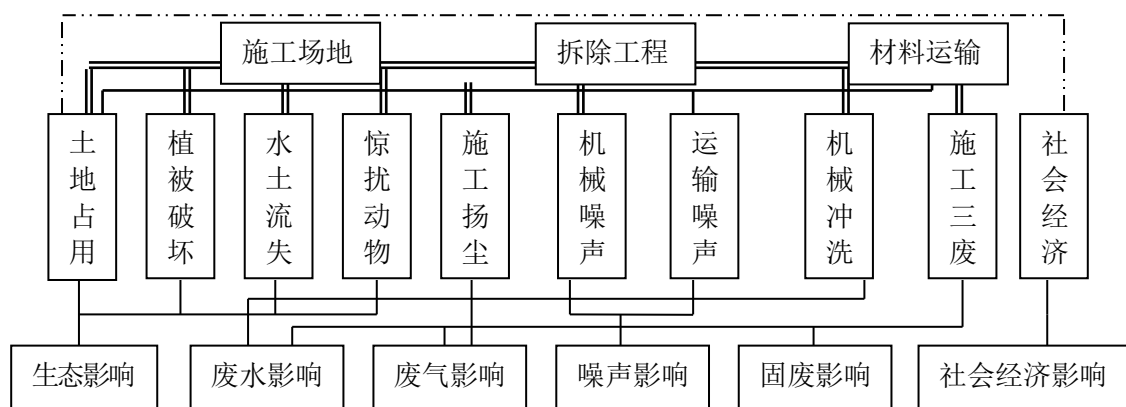 施工场地
拆除工程
材料运输
土地占用
植被破坏
水土流失
惊扰动物
施工扬尘
机械噪声
运输噪声
机械冲洗
施工三废
社会经济
生态影响
废水影响
废气影响
噪声影响
固废影响
社会经济影响